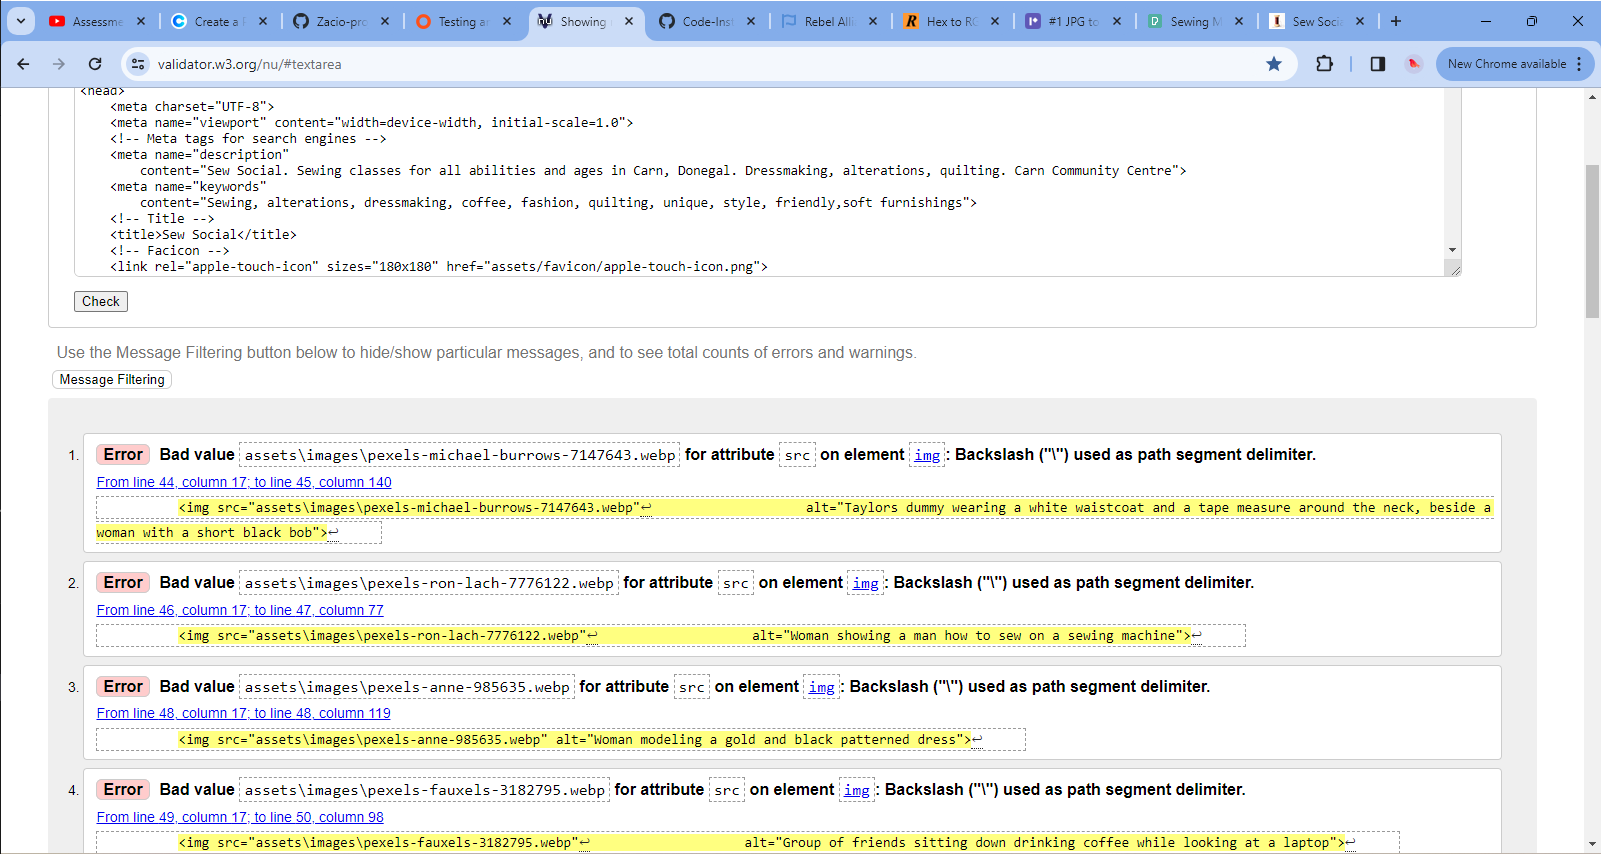 Assessme
Create a F
Zacio-pro
Testing an
Showing
Code-Inst
Rebel Alli
Hex to RG
#1 JPG to
Sewing M
Sew Socia
validator.w3.org/nu/#textarea
New Chrome available
<head>
<meta charset="UTF-8">
<meta name="viewport" content="width=device-width, initial-scale=1.0">
<!-- Meta tags for search engines -->
<meta name="description"
content="Sew Social. Sewing classes for all abilities and ages in Carn, Donegal. Dressmaking, alterations, quilting. Carn Community Centre">
<meta name="keywords"
content="Sewing, alterations, dressmaking, coffee, fashion, quilting, unique, style, friendly,soft furnishings">
<!-- Title -->
<title>Sew Social</title>
<!-- Facicon -->
<link rel="apple-touch-icon" sizes="180x180" href="assets/favicon/apple-touch-icon.png">
Check
Use the Message Filtering button below to hide/show particular messages, and to see total counts of errors and warnings.
Message Filtering
1. Error Bad value assets\images\pexels-michael-burrows-7147643.webp for attribute src on element img: Backslash ("\") used as path segment delimiter.
From line 44, column 17; to line 45, column 140
<img src="assets\images\pexels-michael-burrows-7147643.webp"↩ alt="Taylors dummy wearing a white waistcoat and a tape measure around the neck, beside a
woman with a short black bob">↩
2. Error Bad value assets\images\pexels-ron-lach-7776122.webp for attribute src on element img: Backslash ("\") used as path segment delimiter.
From line 46, column 17; to line 47, column 77
<img src="assets\images\pexels-ron-lach-7776122.webp"↩ alt="Woman showing a man how to sew on a sewing machine">↩
3. Error Bad value assets\images\pexels-anne-985635.webp for attribute src on element img: Backslash ("\") used as path segment delimiter.
From line 48, column 17; to line 48, column 119
<img src="assets\images\pexels-anne-985635.webp" alt="Woman modeling a gold and black patterned dress">↩
4. Error Bad value assets\images\pexels-fauxels-3182795.webp for attribute src on element img: Backslash ("\") used as path segment delimiter.
From line 49, column 17; to line 50, column 98
<img src="assets\images\pexels-fauxels-3182795.webp"↩ alt="Group of friends sitting down drinking coffee while looking at a laptop">↩